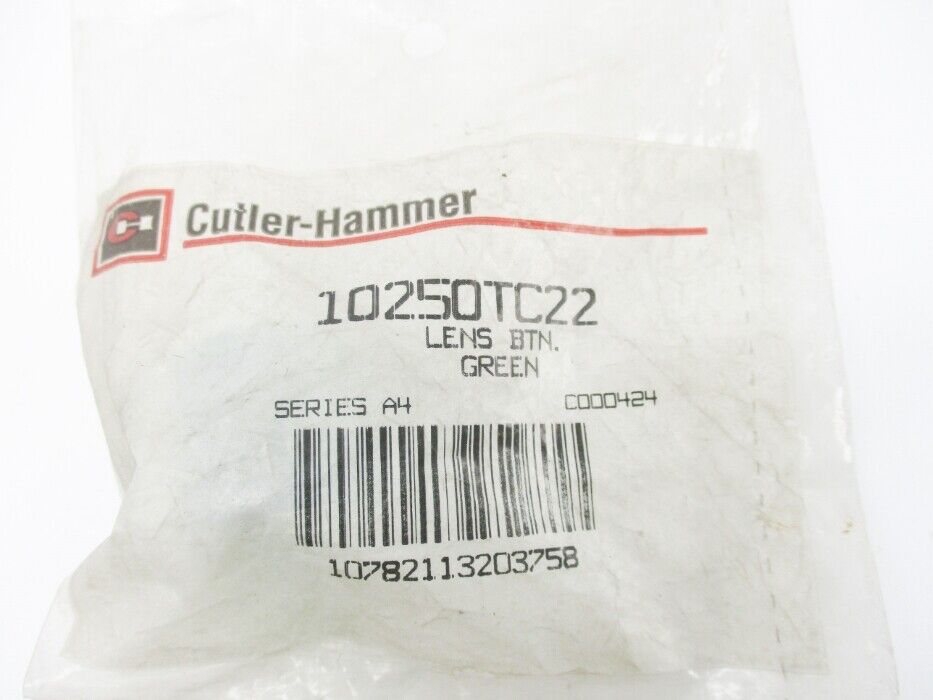 Cutler-Hammer
10250TC22
LENS BTN.
GREEN
SERIES A4 C000424
10782113203758